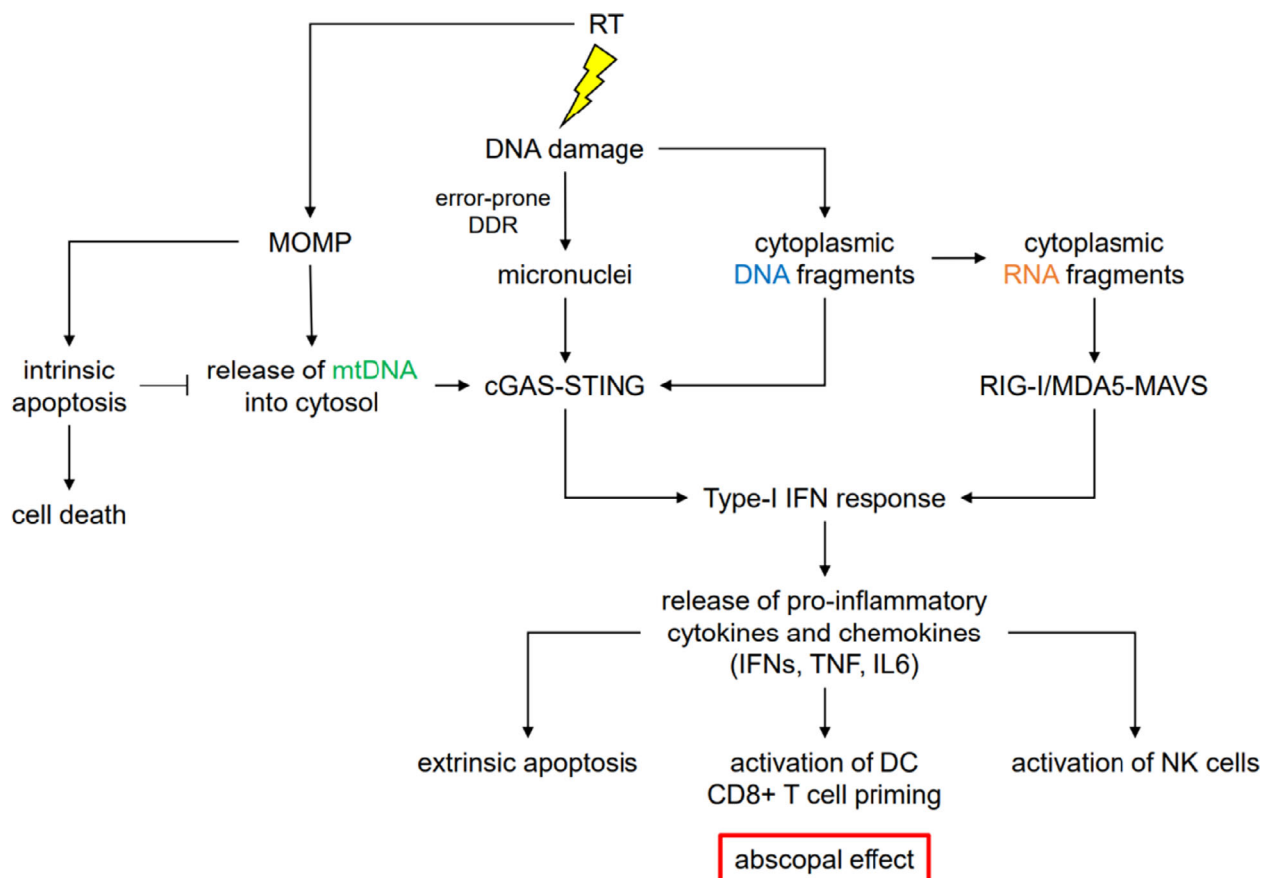 RT
DNA damage
error-prone
DDR
MOMP
micronuclei
cytoplasmic
DNA fragments
cytoplasmic
RNA fragments
intrinsic
apoptosis
release of mtDNA
into cytosol
cGAS-STING
RIG-I/MDA5-MAVS
cell death
Type-I IFN response
release of pro-inflammatory
cytokines and chemokines
(IFNs, TNF, IL6)
extrinsic apoptosis
activation of DC
CD8+ T cell priming
activation of NK cells
abscopal effect